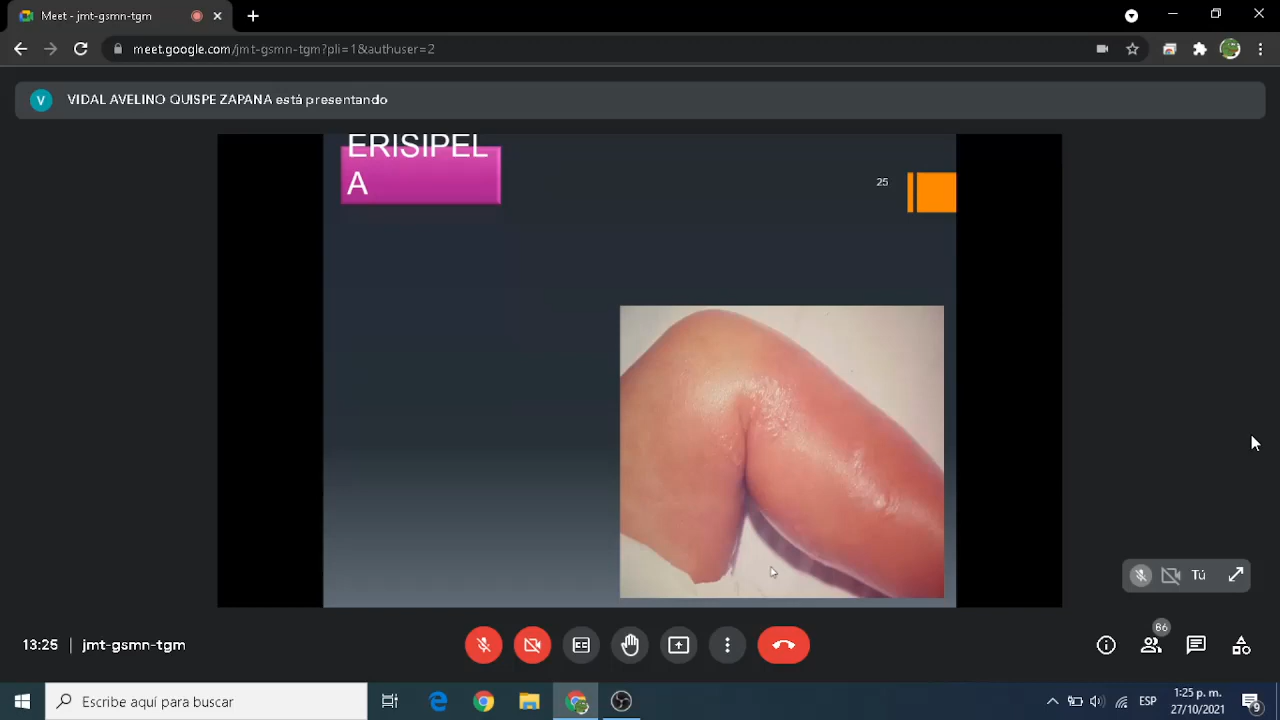 Meet - jmt-gsmn-tgm
meet.google.com/jmt-gsmn-tgm?pli=1&authuser=2
V VIDAL AVELINO QUISPE ZAPANA está presentando
ERISIPEL
A
25
Tú
86
13:25 | jmt-gsmn-tgm
Escribe aquí para buscar
ESP
1:25 p. m.
27/10/2021
9